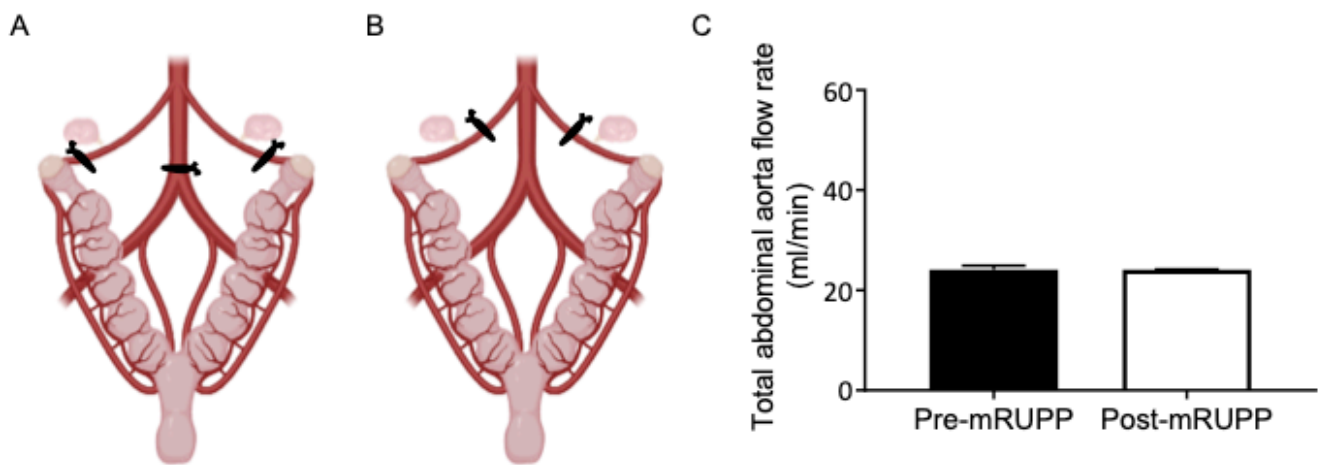 A
B
C
Total abdominal aorta flow rate
(ml/min)
60
40
20
0
Pre-mRUPP
Post-mRUPP